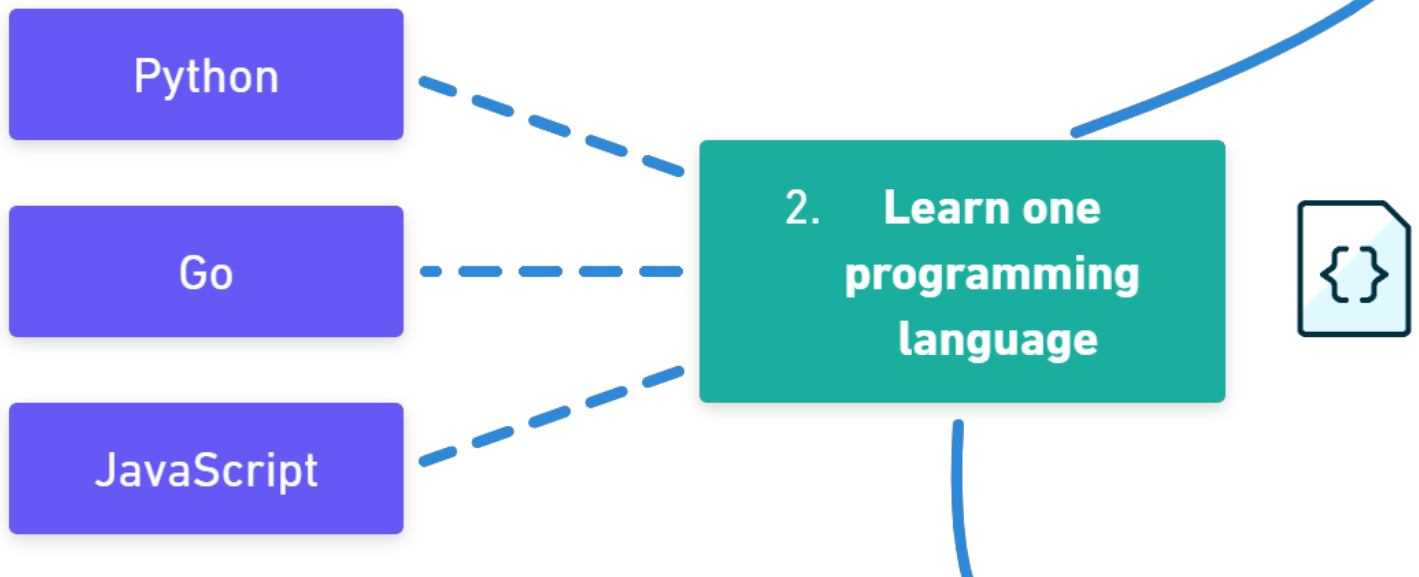 Python
Go
JavaScript
2. Learn one
programming
language
{}